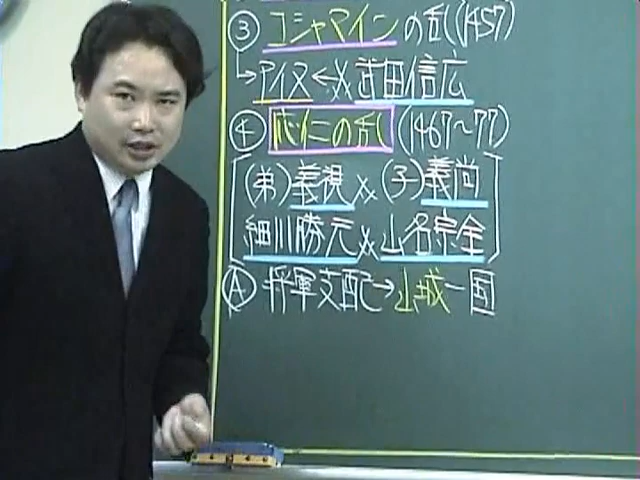 ③ コシャマインの乱(1457)
→アイヌ←×武田信広
④ 応仁の乱(1467〜77)
(弟)義視×(子)義尚
細川勝元×山名宗全
Ⓐ 将軍支配→山城一国